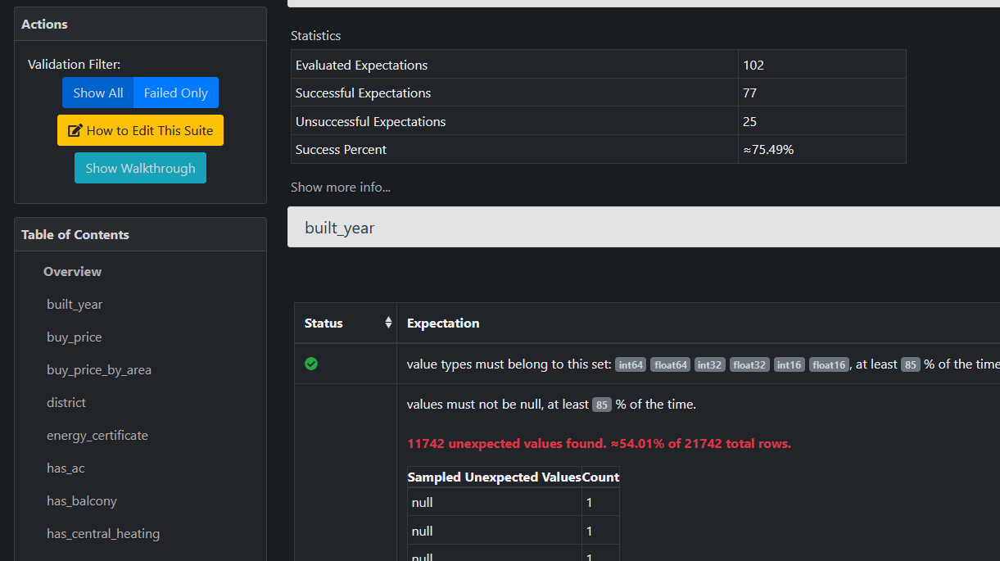 Actions
Validation Filter:
Show All Failed Only
How to Edit This Suite
Show Walkthrough
Table of Contents
Overview
built_year
buy_price
buy_price_by_area
district
energy_certificate
has_ac
has_balcony
has_central_heating
Statistics
Evaluated Expectations 102
Successful Expectations 77
Unsuccessful Expectations 25
Success Percent ≈75.49%
Show more info...
built_year
Status Expectation
value types must belong to this set: int64 float64 int32 float32 int16 float16, at least 85 % of the time
values must not be null, at least 85 % of the time.
11742 unexpected values found. ≈54.01% of 21742 total rows.
Sampled Unexpected Values Count
null 1
null 1
null 1